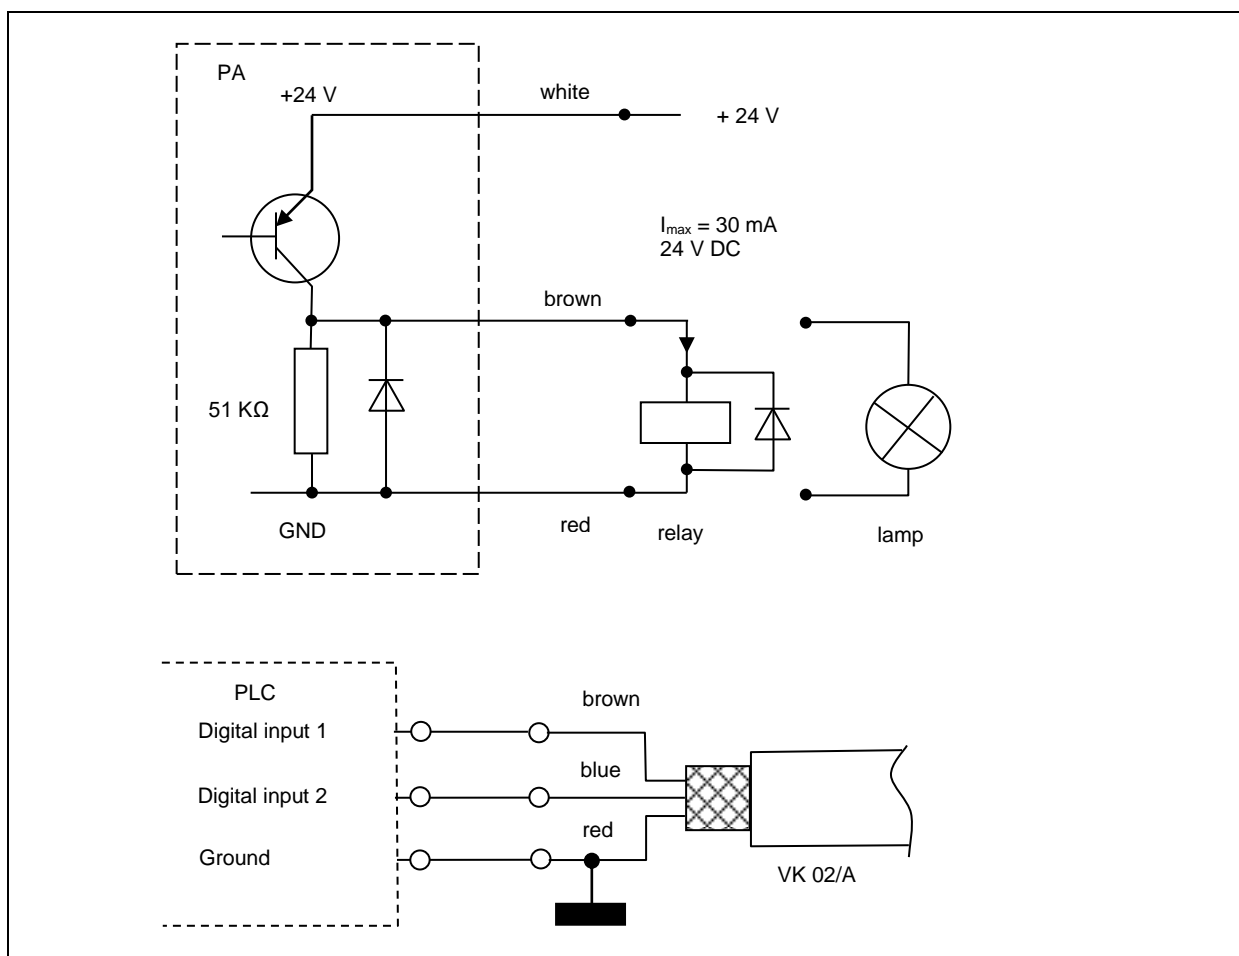 PA
+24 V
white
+ 24 V
Imax = 30 mA
24 V DC
brown
51 KΩ
GND
red
relay
lamp
PLC
brown
Digital input 1
blue
Digital input 2
red
Ground
VK 02/A